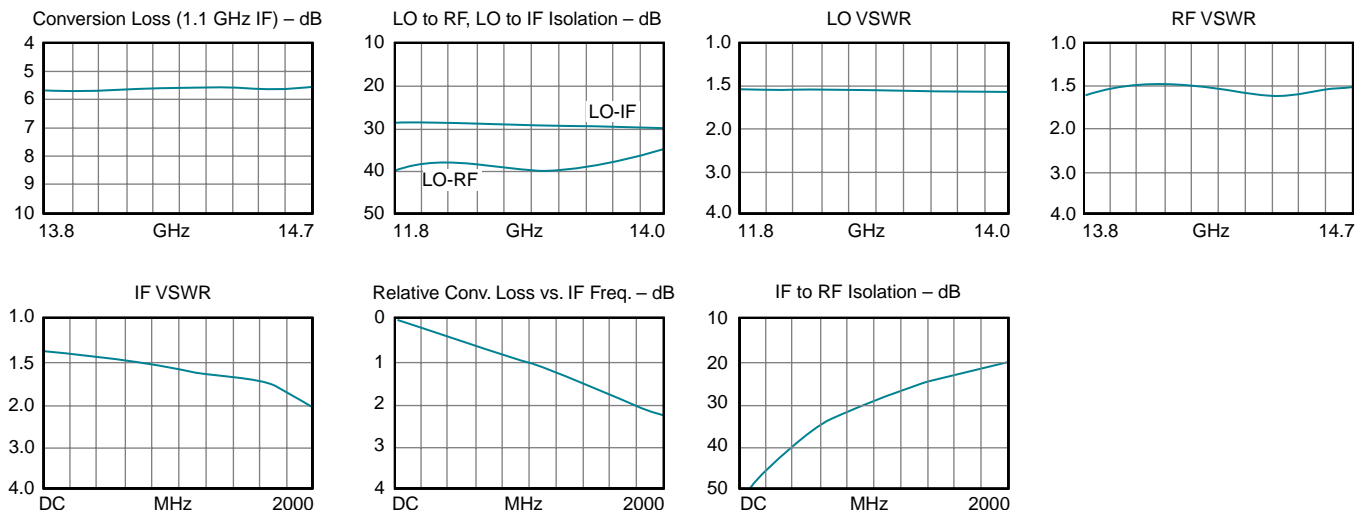 Conversion Loss (1.1 GHz IF) – dB
4
5
6
7
8
9
10
13.8 GHz 14.7
LO to RF, LO to IF Isolation – dB
10
20
30
40
50
LO-IF
LO-RF
11.8 GHz 14.0
LO VSWR
1.0
1.5
2.0
3.0
4.0
11.8 GHz 14.0
RF VSWR
1.0
1.5
2.0
3.0
4.0
13.8 GHz 14.7
IF VSWR
1.0
1.5
2.0
3.0
4.0
DC MHz 2000
Relative Conv. Loss vs. IF Freq. – dB
0
1
2
3
4
DC MHz 2000
IF to RF Isolation – dB
10
20
30
40
50
DC MHz 2000